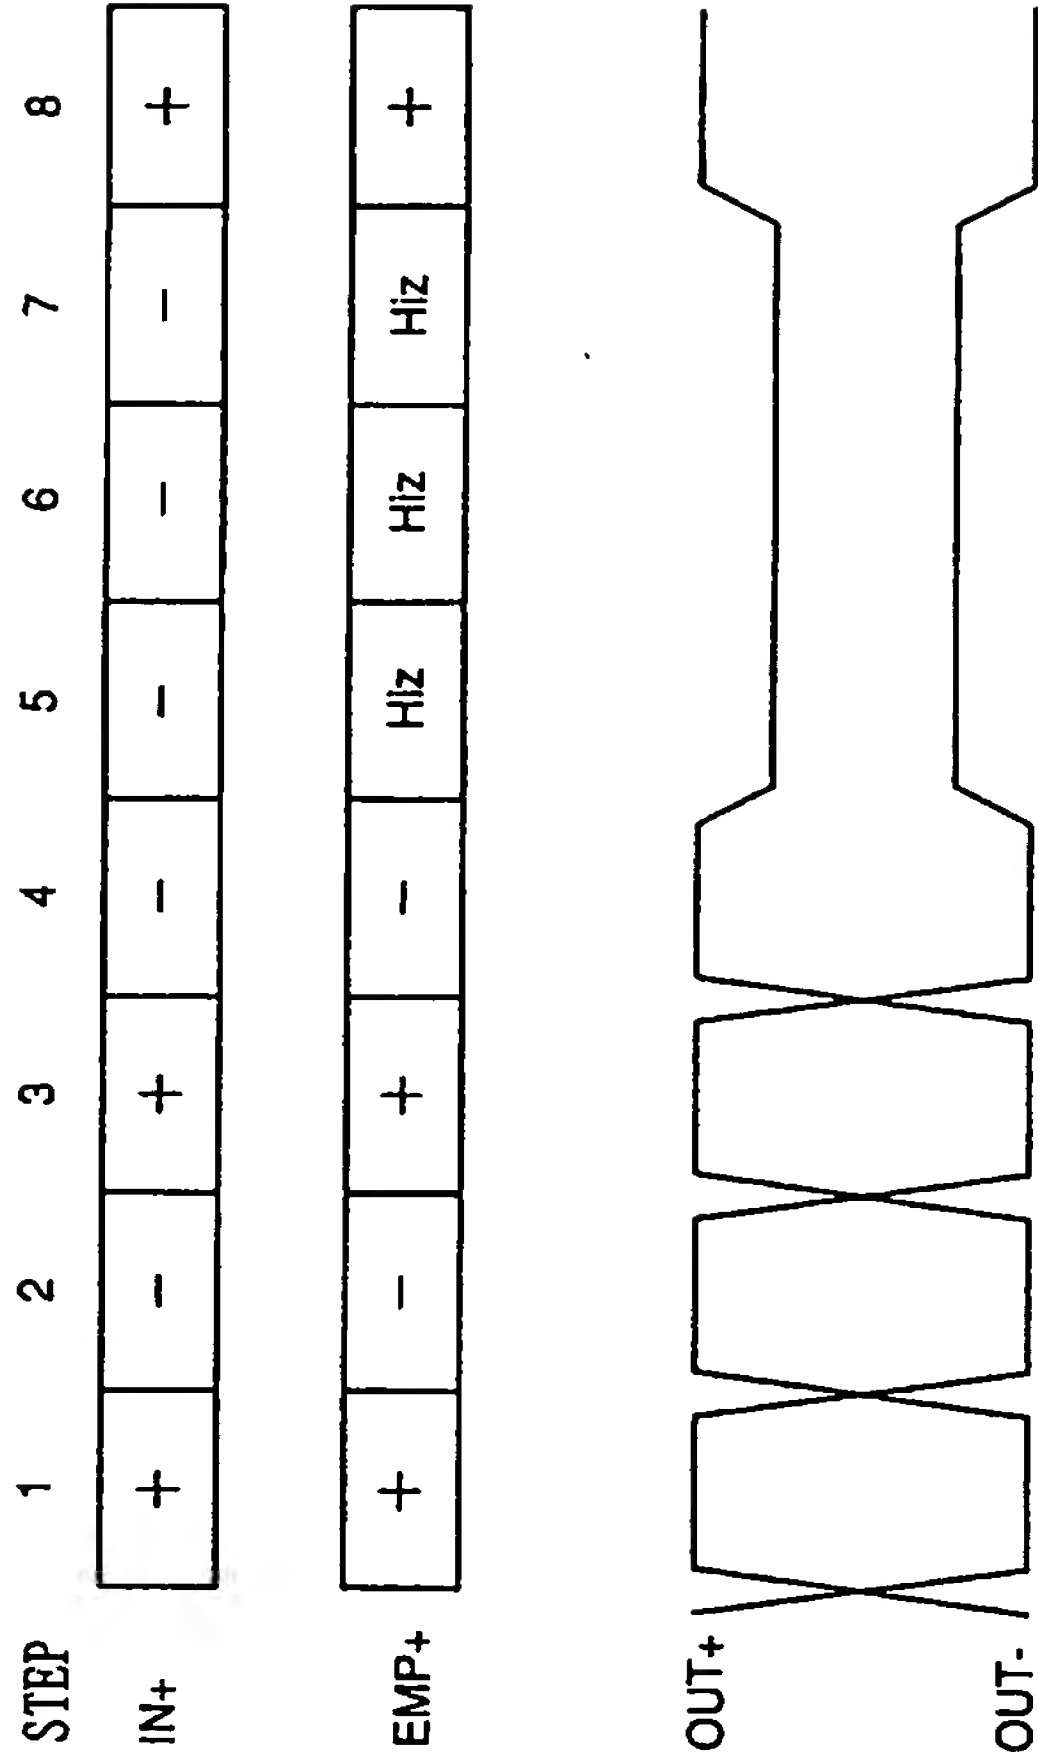 STEP 1 2 3 4 5 6 7 8
IN+ + - + - - - - +
EMP+ + - + - Hiz Hiz Hiz +
OUT+
OUT-